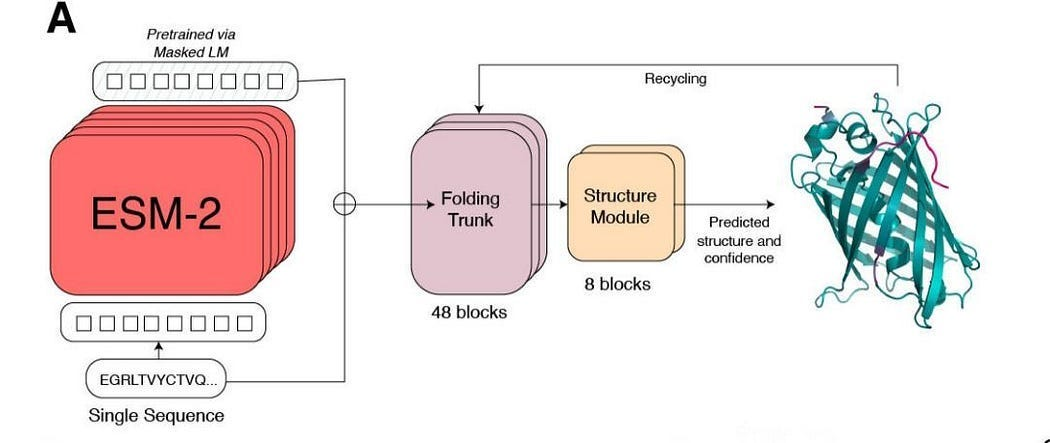 A
Pretrained via
Masked LM
ESM-2
EGRLTVYCTVQ...
Single Sequence
Recycling
Folding
Trunk
48 blocks
Structure
Module
8 blocks
Predicted
structure and
confidence